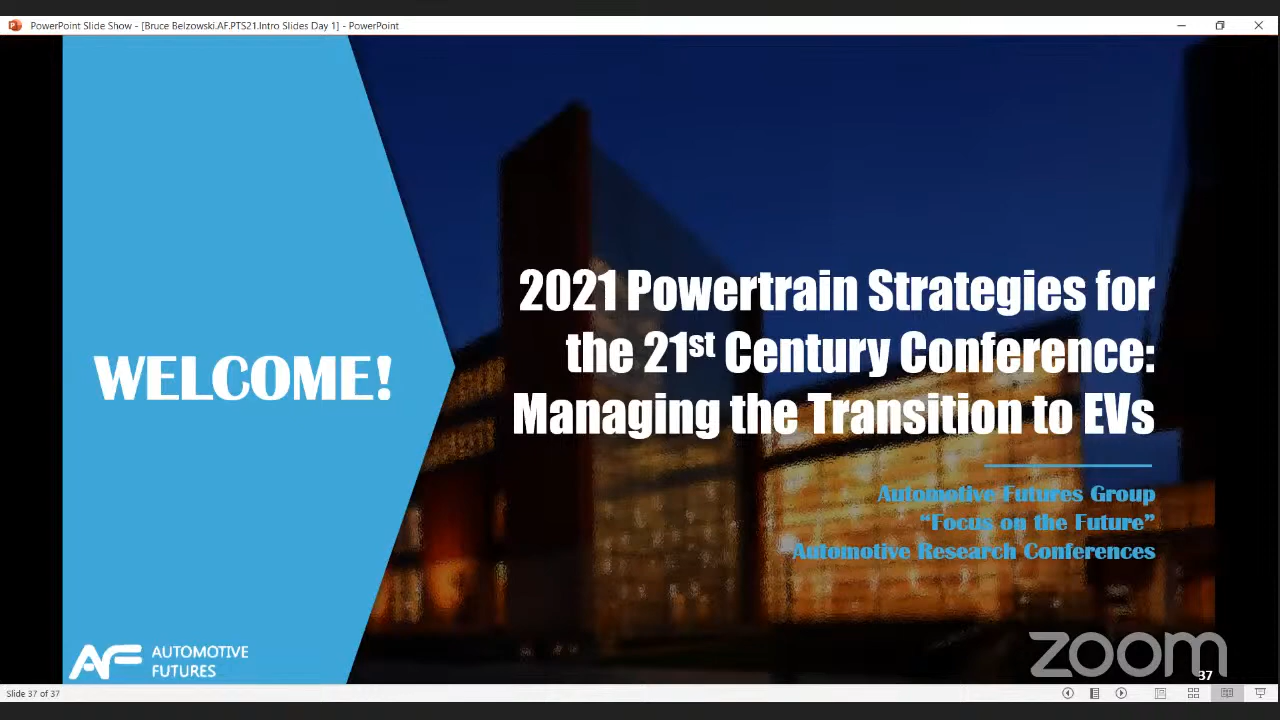 PowerPoint Slide Show - [Bruce Belzowski.AF.PTS21.Intro Slides Day 1] - PowerPoint
WELCOME!
2021 Powertrain Strategies for
the 21st Century Conference:
Managing the Transition to EVs
Automotive Futures Group
“Focus on the Future”
Automotive Research Conferences
AF AUTOMOTIVE
FUTURES
zoom
37
Slide 37 of 37